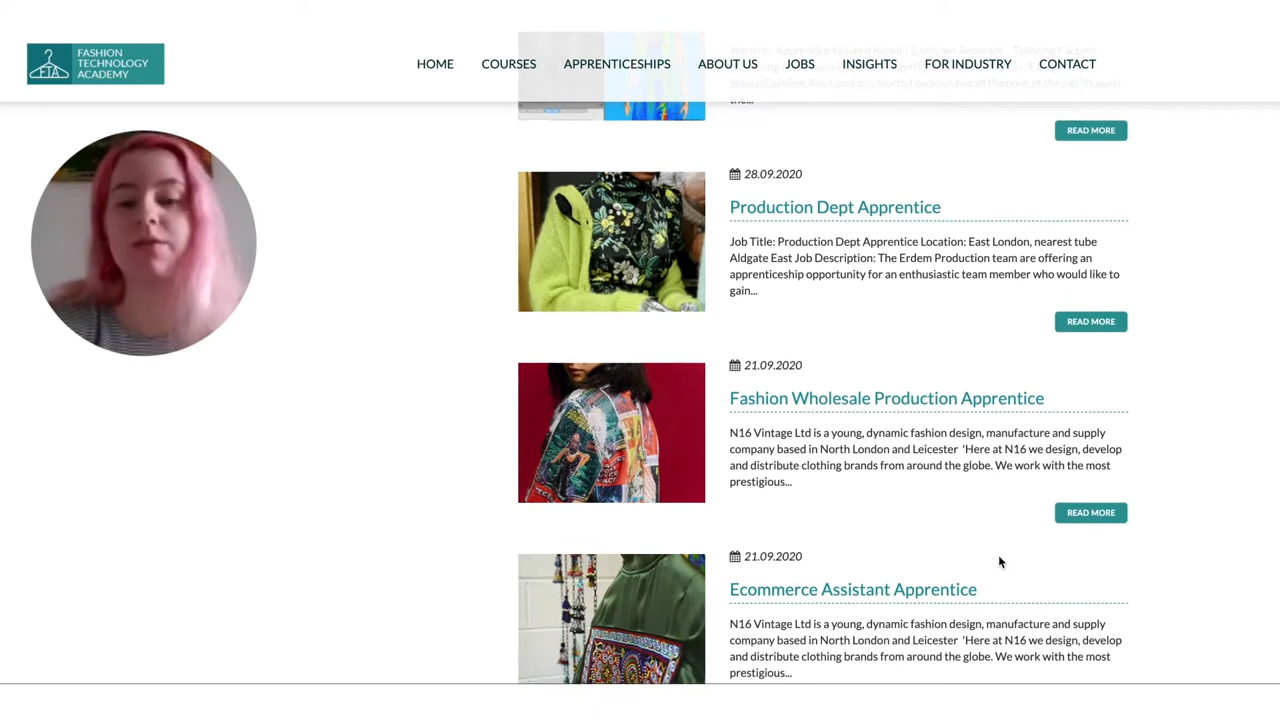 FTA
FASHION
TECHNOLOGY
ACADEMY
HOME COURSES APPRENTICESHIPS ABOUT US JOBS INSIGHTS FOR INDUSTRY CONTACT
the...
READ MORE
28.09.2020
Production Dept Apprentice
Job Title: Production Dept Apprentice Location: East London, nearest tube
Aldgate East Job Description: The Erdem Production team are offering an
apprenticeship opportunity for an enthusiastic team member who would like to
gain...
READ MORE
21.09.2020
Fashion Wholesale Production Apprentice
N16 Vintage Ltd is a young, dynamic fashion design, manufacture and supply
company based in North London and Leicester 'Here at N16 we design, develop
and distribute clothing brands from around the globe. We work with the most
prestigious...
READ MORE
21.09.2020
Ecommerce Assistant Apprentice
N16 Vintage Ltd is a young, dynamic fashion design, manufacture and supply
company based in North London and Leicester 'Here at N16 we design, develop
and distribute clothing brands from around the globe. We work with the most
prestigious...